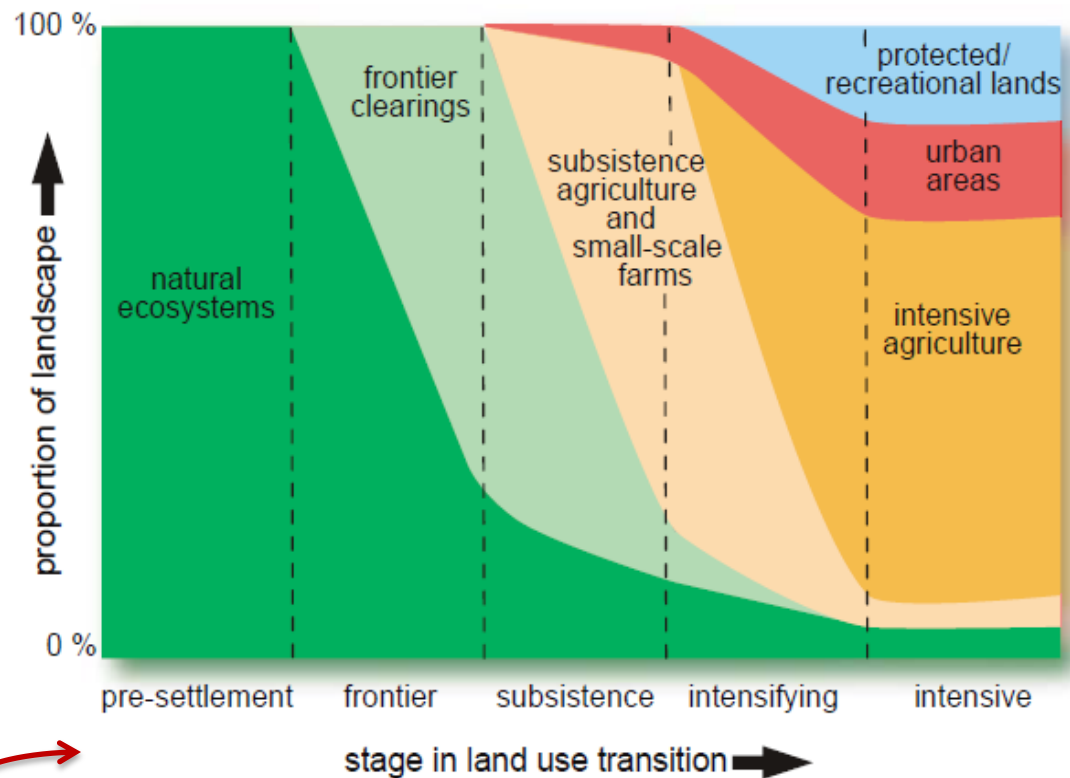 100 %
protected/
recreational lands
frontier
clearings
urban
areas
subsistence
agriculture
and
small-scale
farms
natural
ecosystems
intensive
agriculture
proportion of landscape
0 %
pre-settlement frontier subsistence intensifying intensive
stage in land use transition